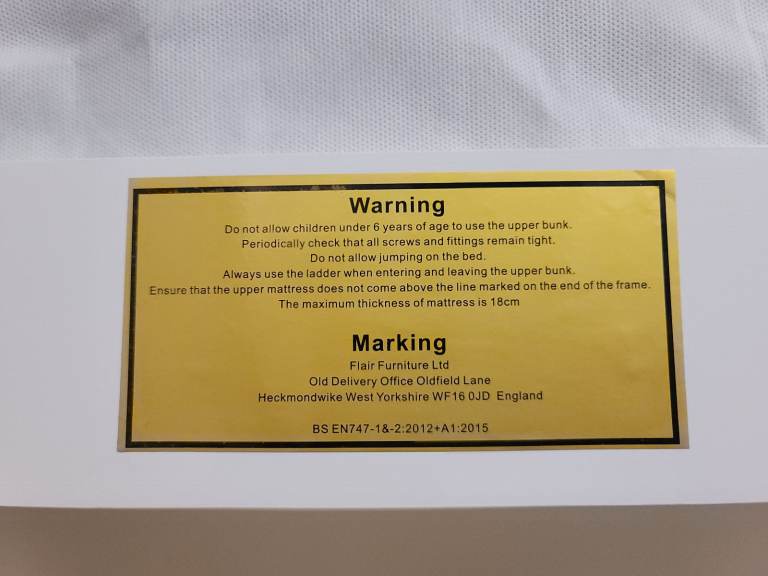 Warning
Do not allow children under 6 years of age to use the upper bunk.
Periodically check that all screws and fittings remain tight.
Do not allow jumping on the bed.
Always use the ladder when entering and leaving the upper bunk.
Ensure that the upper mattress does not come above the line marked on the end of the frame.
The maximum thickness of mattress is 18cm
Marking
Flair Furniture Ltd
Old Delivery Office Oldfield Lane
Heckmondwike West Yorkshire WF16 0JD England
BS EN747-1&-2:2012+A1:2015